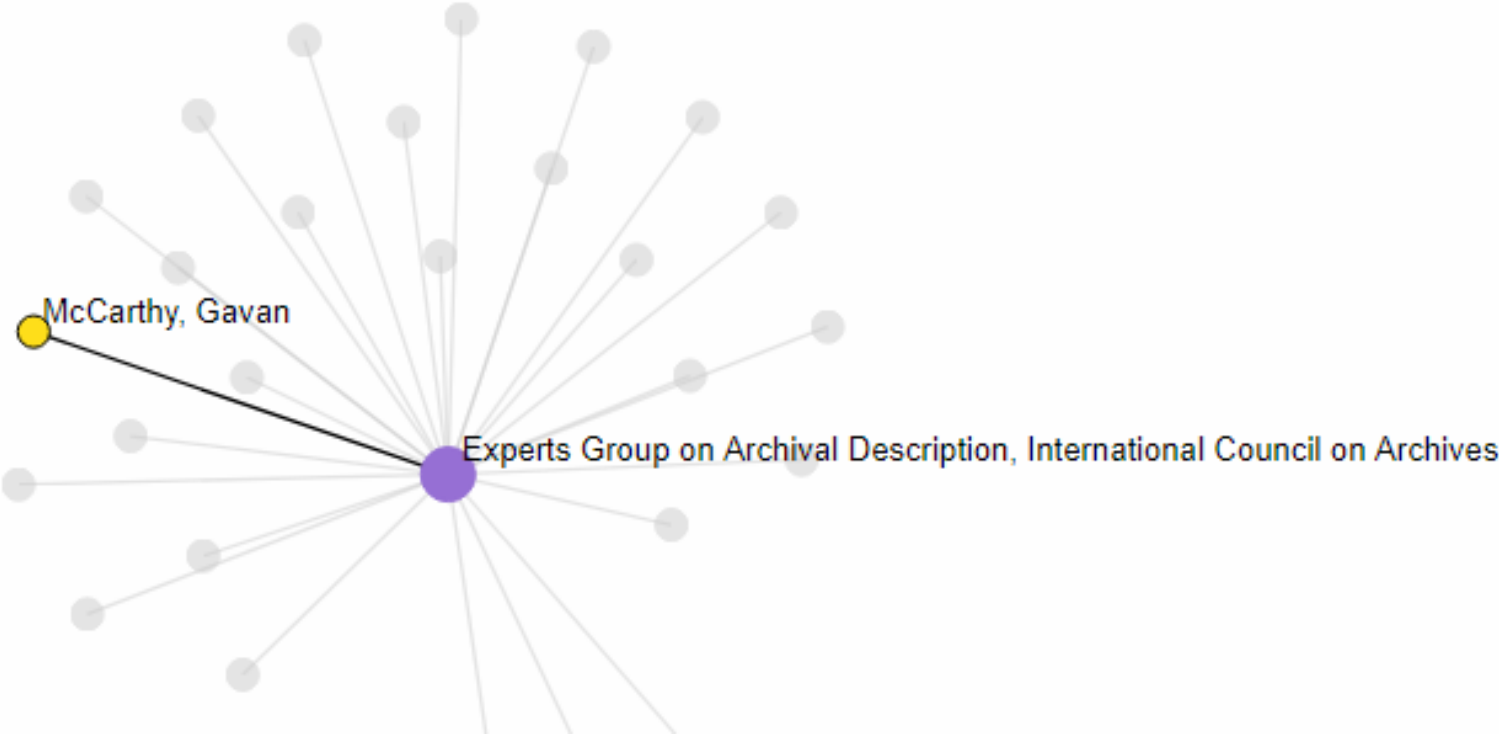 McCarthy, Gavan
Experts Group on Archival Description, International Council on Archives